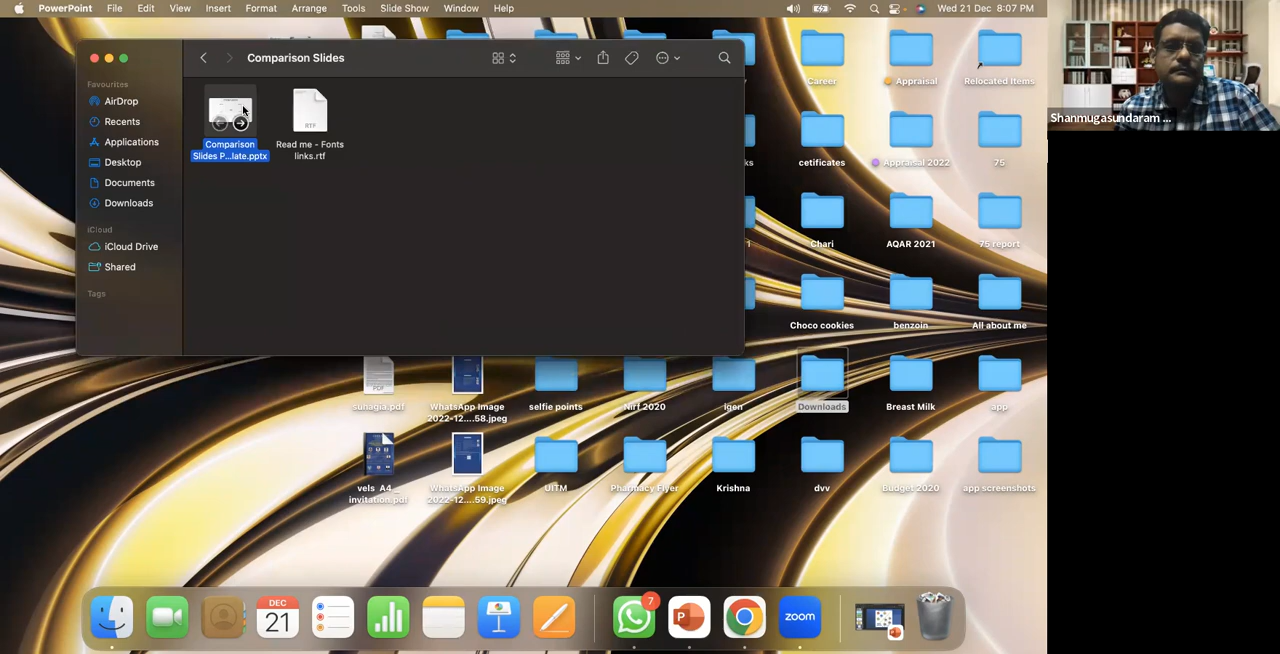 PowerPoint File Edit View Insert Format Arrange Tools Slide Show Window Help Wed 21 Dec 8:07 PM
Comparison Slides
Favourites
AirDrop
Recents
Applications
Desktop
Documents
Downloads
iCloud
iCloud Drive
Shared
Tags
Comparison
Slides P...late.pptx
RTF
Read me - Fonts
links.rtf
Career
Appraisal
Relocated Items
ks
cetificates
Appraisal 2022
75
1
Chari
AQAR 2021
75 report
Choco cookies
benzoin
All about me
PDF
sunagia.pdf
WhatsApp Image
2022-12....58.jpeg
selfie points
Nirf 2020
igen
Downloads
Breast Milk
app
vels A4
invitation.pdf
WhatsApp Image
2022-12....59.jpeg
UITM
Pharmacy Flyer
Krishna
dvv
Budget 2020
app screenshots
DEC
21
7
P
zoom
P
Shanmugasundaram ...